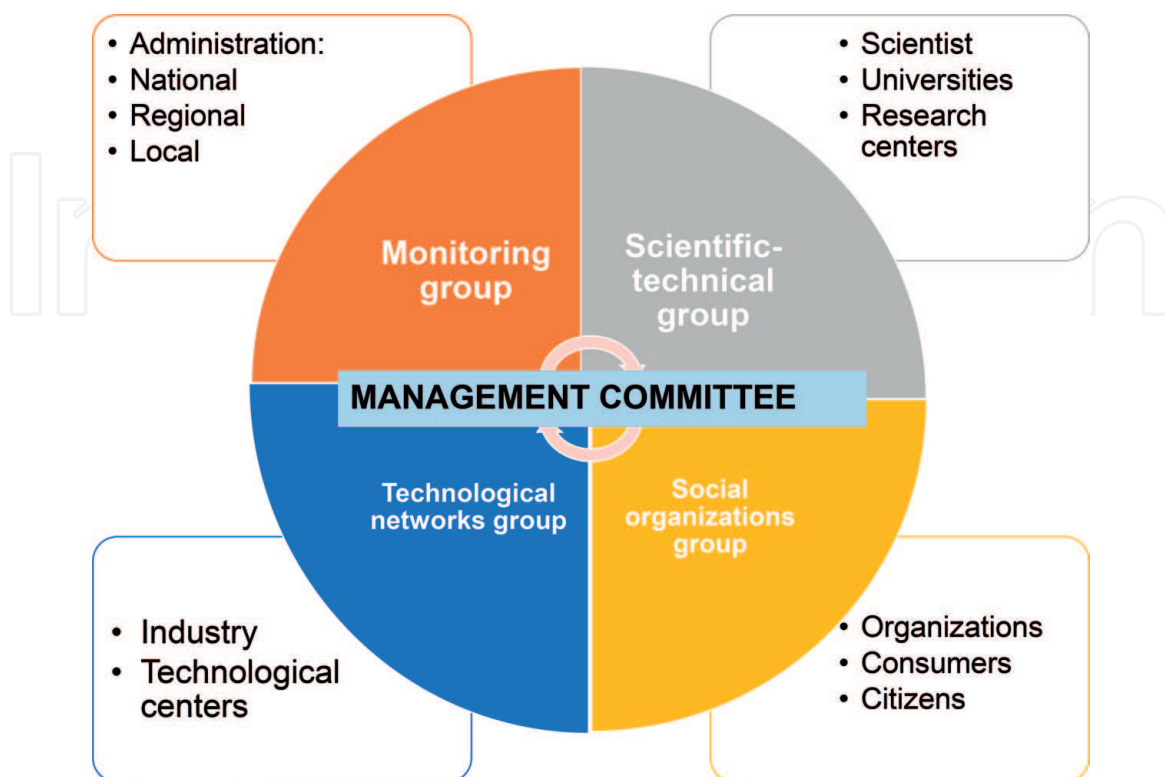 • Administration:
• National
• Regional
• Local
• Scientist
• Universities
• Research
centers
Monitoring
group
Scientific-
technical
group
MANAGEMENT COMMITTEE
Technological
networks group
Social
organizations
group
• Industry
• Technological
centers
• Organizations
• Consumers
• Citizens